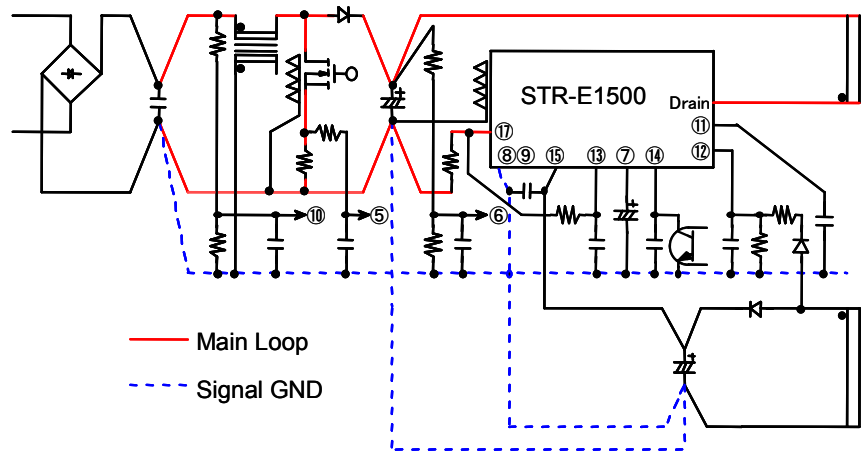 STR-E1500
Drain
⑰
⑪
⑧⑨
⑮
⑬
⑦
⑭
⑫
⑩
⑤
⑥
Main Loop
Signal GND